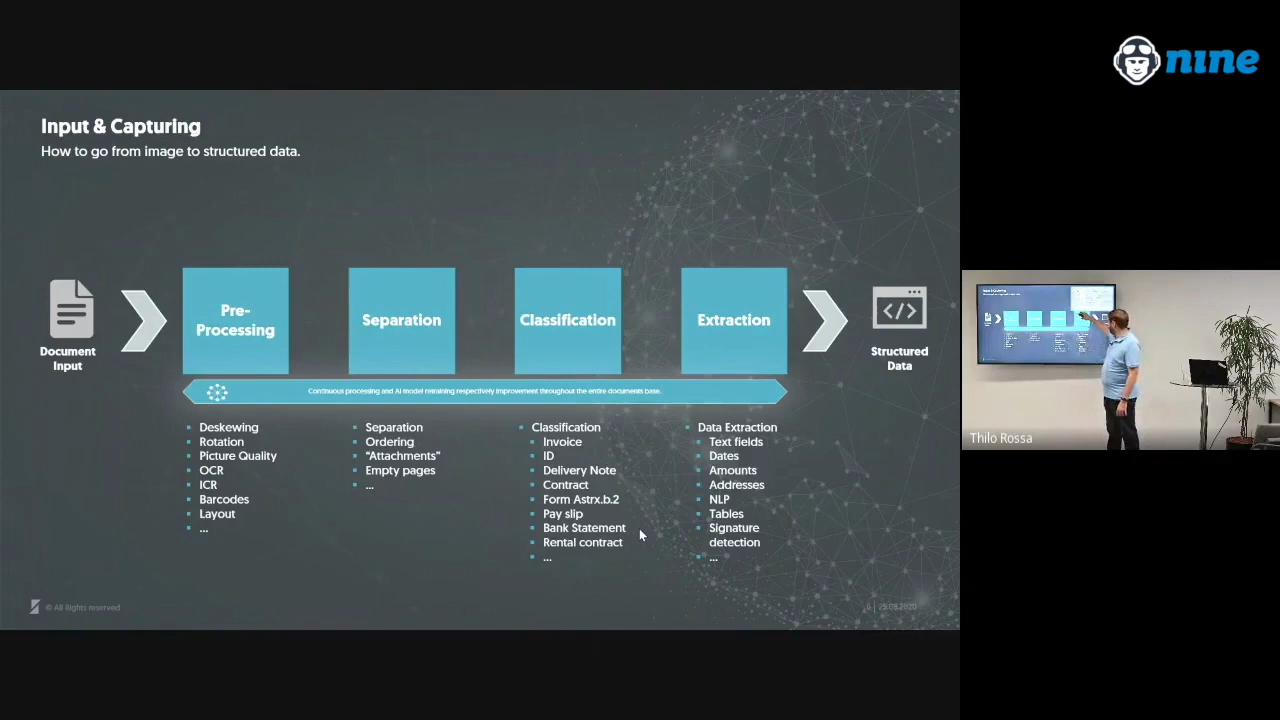 nine
Input & Capturing
How to go from image to structured data.
Document
Input
Pre-
Processing
Separation
Classification
Extraction
Structured
Data
Continuous processing and AI model retraining respectively improvement throughout the entire documents base.
Deskewing
Rotation
Picture Quality
OCR
ICR
Barcodes
Layout
...
Separation
Ordering
“Attachments”
Empty pages
...
Classification
Invoice
ID
Delivery Note
Contract
Form Astrx.b.2
Pay slip
Bank Statement
Rental contract
...
Data Extraction
Text fields
Dates
Amounts
Addresses
NLP
Tables
Signature
detection
...
Thilo Rossa
© All Rights reserved
6 | 25.08.2020